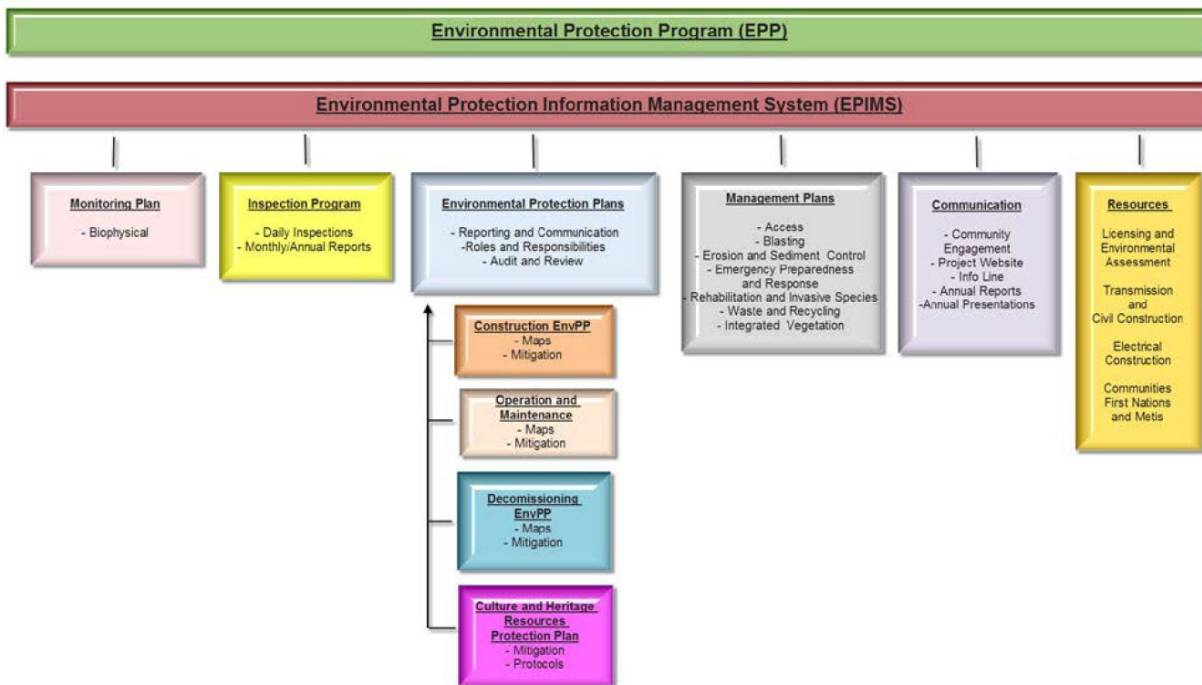 Environmental Protection Program (EPP)
Environmental Protection Information Management System (EPIMS)
Monitoring Plan
- Biophysical
Inspection Program
- Daily Inspections
- Monthly/Annual Reports
Environmental Protection Plans
- Reporting and Communication
-Roles and Responsibilities
- Audit and Review
Construction EnvPP
- Maps
- Mitigation
Operation and
Maintenance
- Maps
- Mitigation
Decomissioning
EnvPP
- Maps
- Mitigation
Culture and Heritage
Resources
Protection Plan
- Mitigation
- Protocols
Management Plans
- Access
- Blasting
- Erosion and Sediment Control
- Emergency Preparedness
and Response
- Rehabilitation and Invasive Species
- Waste and Recycling
- Integrated Vegetation
Communication
- Community
Engagement
- Project Website
- Info Line
- Annual Reports
-Annual Presentations
Resources
Licensing and
Environmental
Assessment
Transmission
and
Civil Construction
Electrical
Construction
Communities
First Nations
and Metis